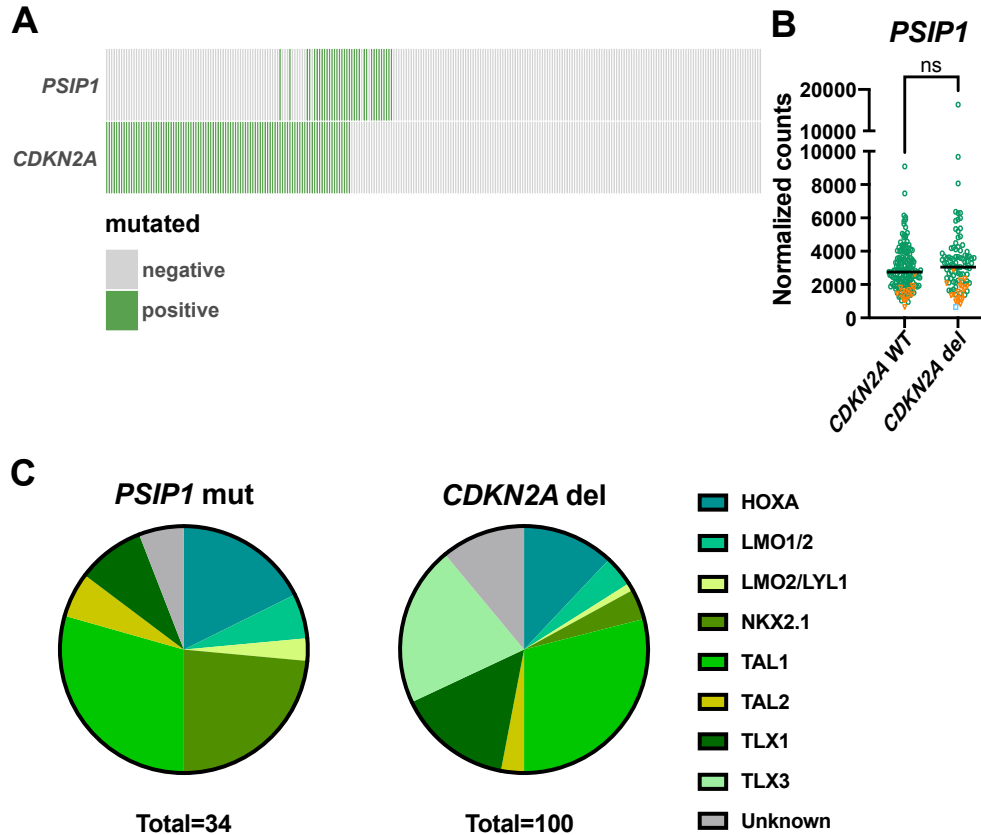 A
PSIP1
CDKN2A
mutated
negative
positive
B
PSIP1
ns
20000
10000
10000
8000
6000
4000
2000
0
Normalized counts
CDKN2A WT
CDKN2A del
C
PSIP1 mut
Total=34
CDKN2A del
Total=100
HOXA
LMO1/2
LMO2/LYL1
NKX2.1
TAL1
TAL2
TLX1
TLX3
Unknown